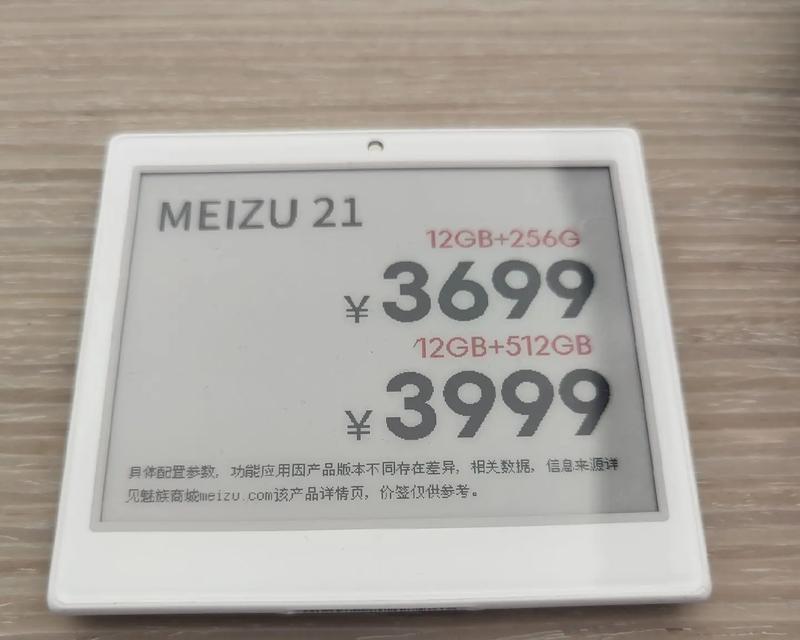 MEIZU 21
12GB+256G
¥3699
12GB+512GB
¥3999
具体配置参数，功能应用因产品版本不同存在差异，相关数据，信息来源详
见魅族商城meizu.com该产品详情页，价签仅供参考。